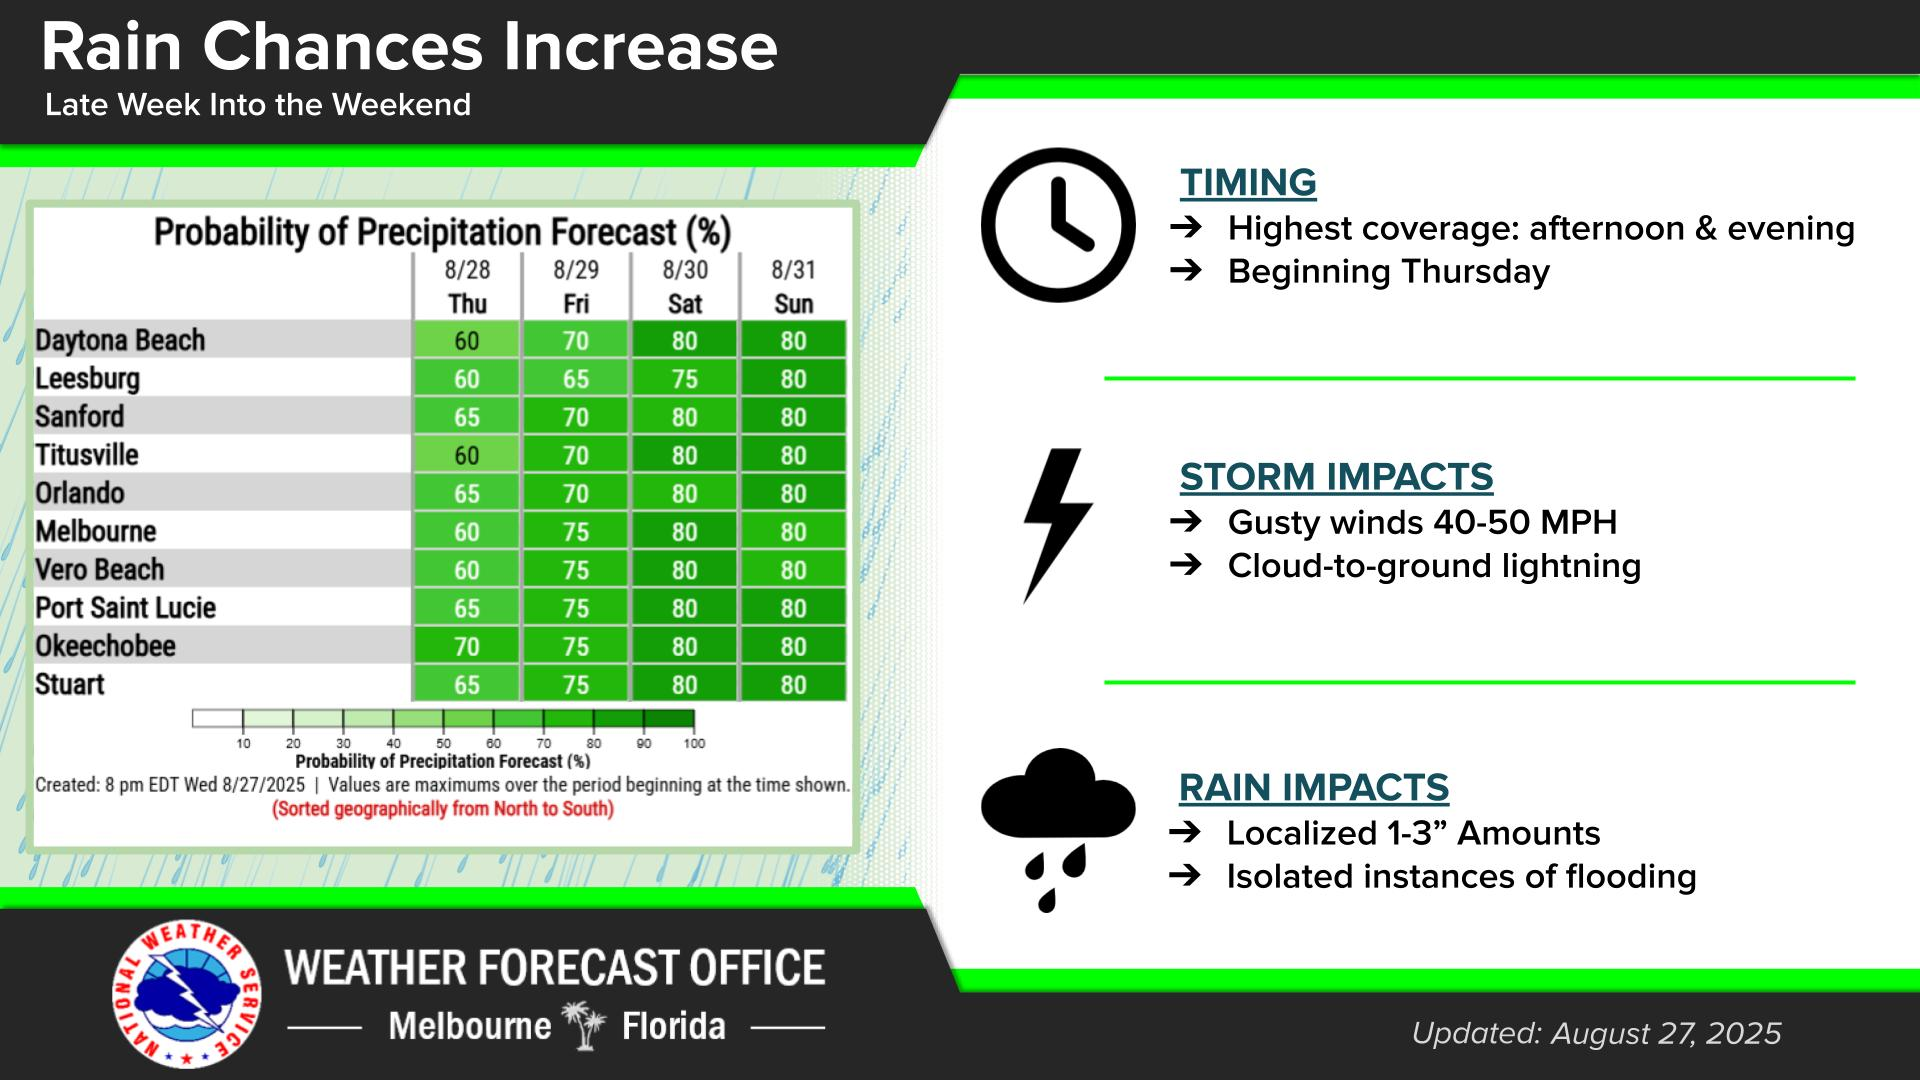 Rain Chances Increase
Late Week Into the Weekend
Probability of Precipitation Forecast (%)
8/28 8/29 8/30 8/31
Thu Fri Sat Sun
Daytona Beach 60 70 80 80
Leesburg 60 65 75 80
Sanford 65 70 80 80
Titusville 60 70 80 80
Orlando 65 70 80 80
Melbourne 60 75 80 80
Vero Beach 60 75 80 80
Port Saint Lucie 65 75 80 80
Okeechobee 70 75 80 80
Stuart 65 75 80 80
10 20 30 40 50 60 70 80 90 100
Probability of Precipitation Forecast (%)
Created: 8 pm EDT Wed 8/27/2025 | Values are maximums over the period beginning at the time shown.
(Sorted geographically from North to South)
TIMING
➔ Highest coverage: afternoon & evening
➔ Beginning Thursday
STORM IMPACTS
➔ Gusty winds 40-50 MPH
➔ Cloud-to-ground lightning
RAIN IMPACTS
➔ Localized 1-3” Amounts
➔ Isolated instances of flooding
NATIONAL WEATHER SERVICE
WEATHER FORECAST OFFICE
Melbourne Florida
Updated: August 27, 2025